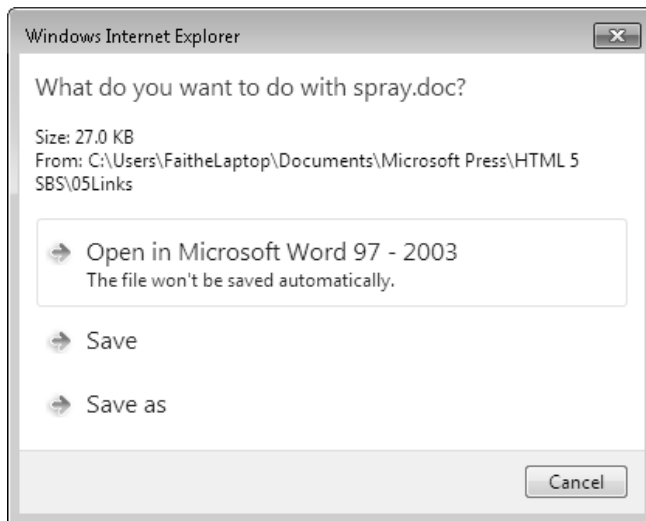 Windows Internet Explorer
What do you want to do with spray.doc?
Size: 27.0 KB
From: C:\Users\FaitheLaptop\Documents\Microsoft Press\HTML 5
SBS\05Links
Open in Microsoft Word 97 - 2003
The file won't be saved automatically.
Save
Save as
Cancel